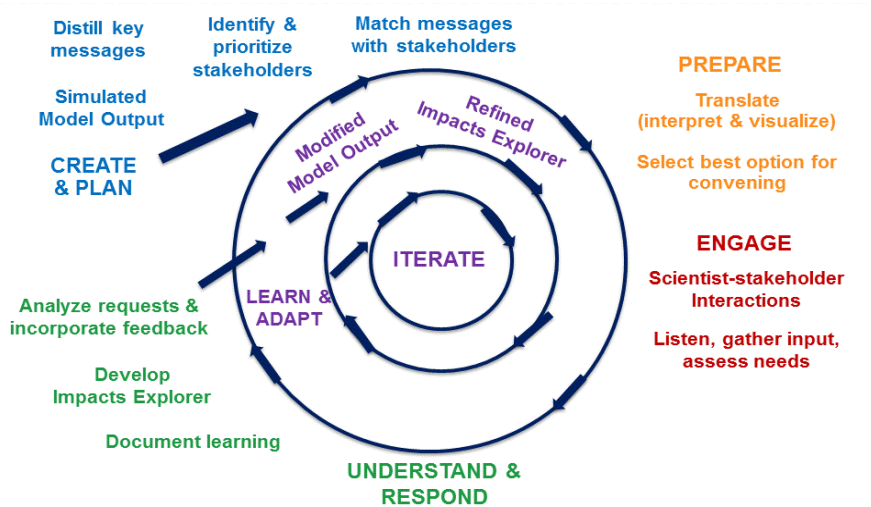 Distill key
messages
Identify &
prioritize
stakeholders
Match messages
with stakeholders
Simulated
Model Output
CREATE
& PLAN
PREPARE
Translate
(interpret & visualize)
Select best option for
convening
ENGAGE
Scientist-stakeholder
Interactions
Listen, gather input,
assess needs
UNDERSTAND &
RESPOND
Analyze requests &
incorporate feedback
Develop
Impacts Explorer
Document learning
LEARN &
ADAPT
Modified
Model Output
Refined
Impacts Explorer
ITERATE